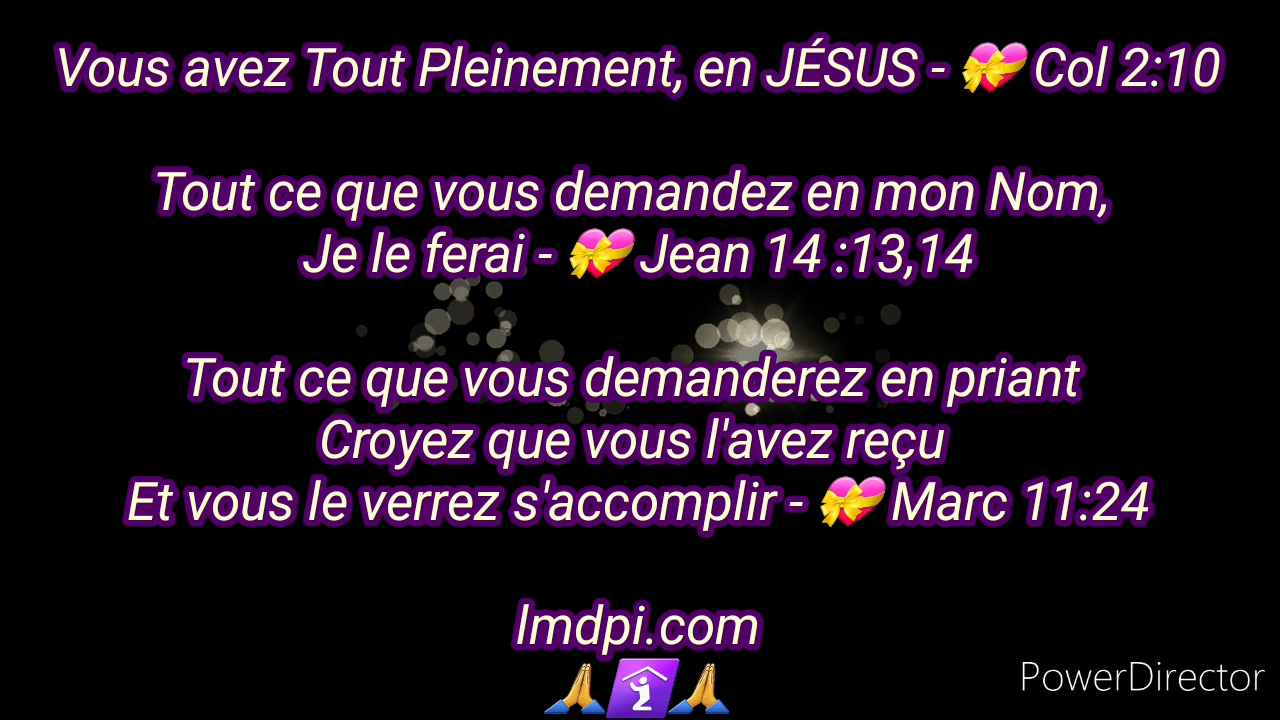 Vous avez Tout Pleinement, en JÉSUS - 💝 Col 2:10
Tout ce que vous demandez en mon Nom,
Je le ferai - 💝 Jean 14 :13,14
Tout ce que vous demanderez en priant
Croyez que vous l'avez reçu
Et vous le verrez s'accomplir - 💝 Marc 11:24
lmdpi.com
🙏🛐🙏
PowerDirector